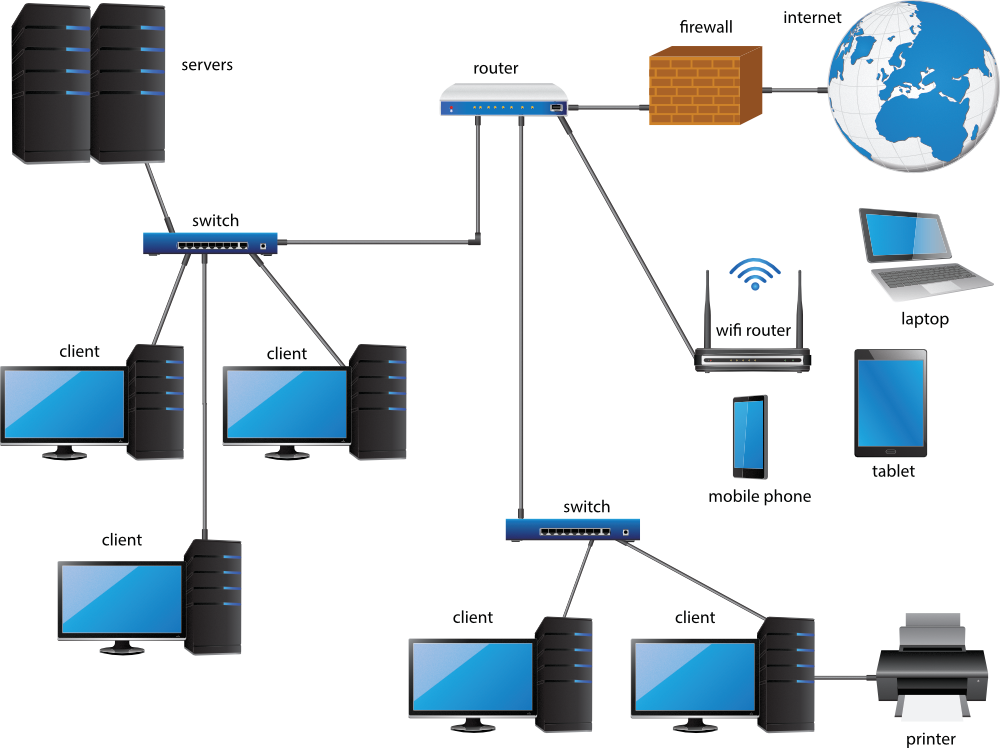 internet
firewall
servers
router
switch
wifi router
laptop
client
client
tablet
mobile phone
switch
client
client
client
printer